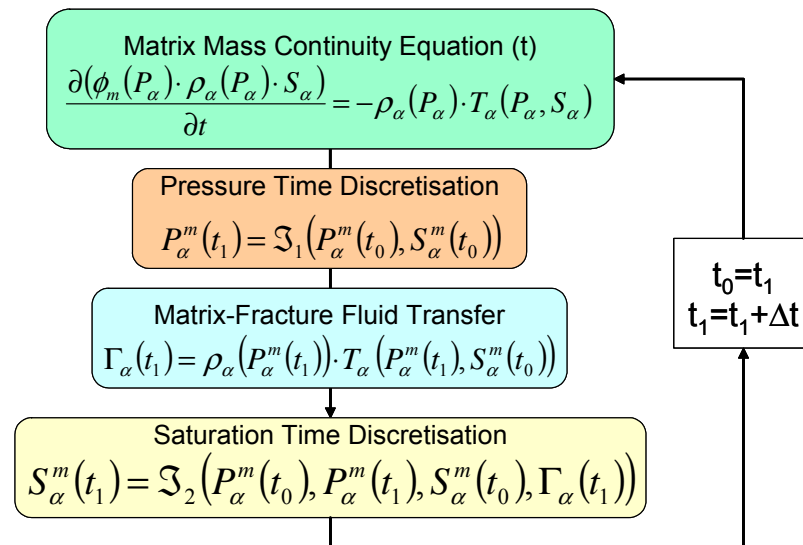 Matrix Mass Continuity Equation (t)
∂(ϕ_m(P_α)·ρ_α(P_α)·S_α)/∂t = −ρ_α(P_α)·T_α(P_α, S_α)
Pressure Time Discretisation
P_α^m(t_1) = ℑ_1(P_α^m(t_0), S_α^m(t_0))
t_0=t_1
t_1=t_1+Δt
Matrix-Fracture Fluid Transfer
Γ_α(t_1) = ρ_α(P_α^m(t_1))·T_α(P_α^m(t_1), S_α^m(t_0))
Saturation Time Discretisation
S_α^m(t_1) = ℑ_2(P_α^m(t_0), P_α^m(t_1), S_α^m(t_0), Γ_α(t_1))